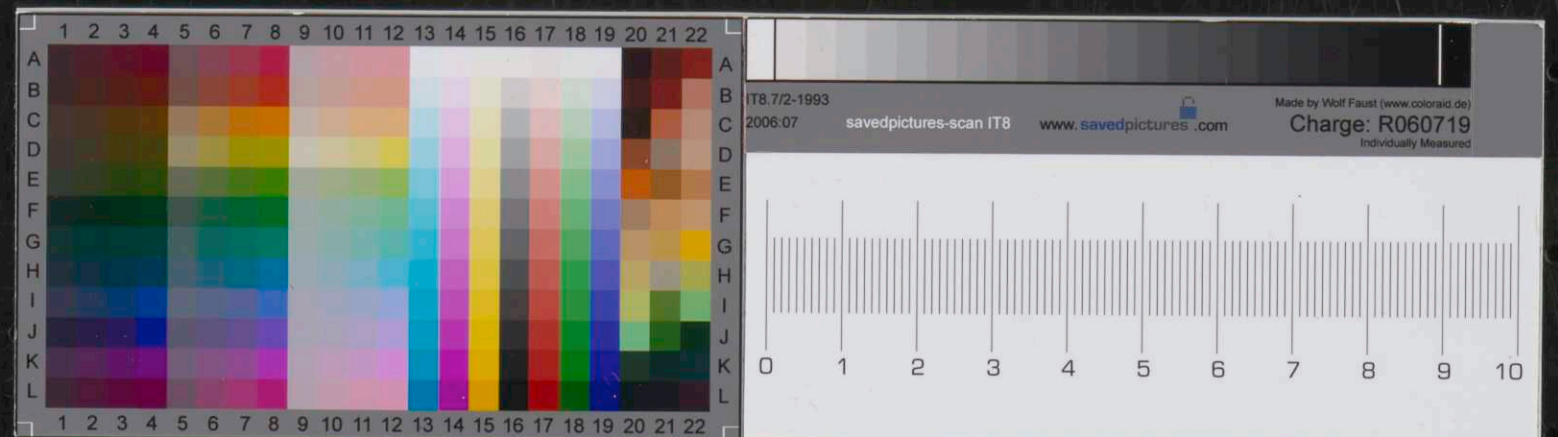 1 2 3 4 5 6 7 8 9 10 11 12 13 14 15 16 17 18 19 20 21 22
A A
B B
C C
D D
E E
F F
G G
H H
I I
J J
K K
L L
1 2 3 4 5 6 7 8 9 10 11 12 13 14 15 16 17 18 19 20 21 22
IT8.7/2-1993
2006:07 savedpictures-scan IT8 www.savedpictures.com
Made by Wolf Faust (www.coloraid.de)
Charge: R060719
Individually Measured
0 1 2 3 4 5 6 7 8 9 10